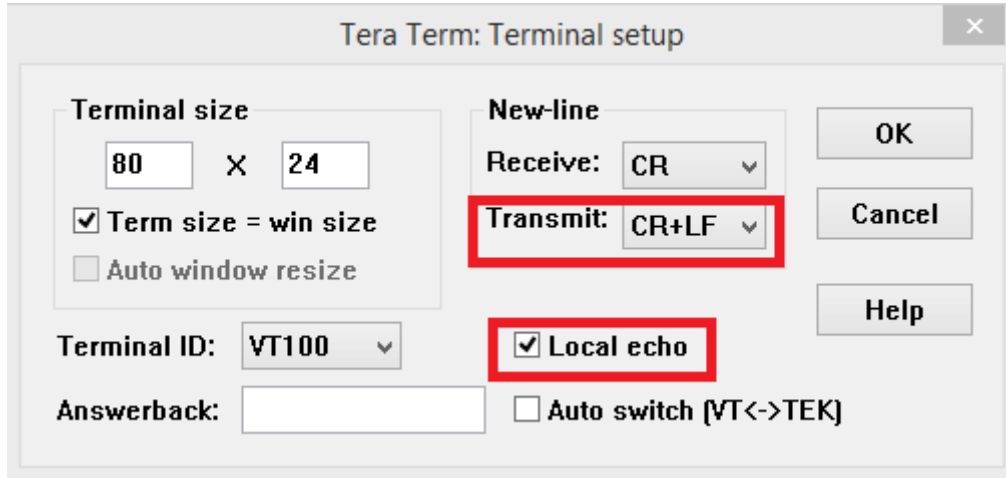 Tera Term: Terminal setup
Terminal size
80 X 24
Term size = win size
Auto window resize
New-line
Receive: CR
Transmit: CR+LF
OK
Cancel
Help
Terminal ID: VT100
Local echo
Answerback:
Auto switch (VT<->TEK)